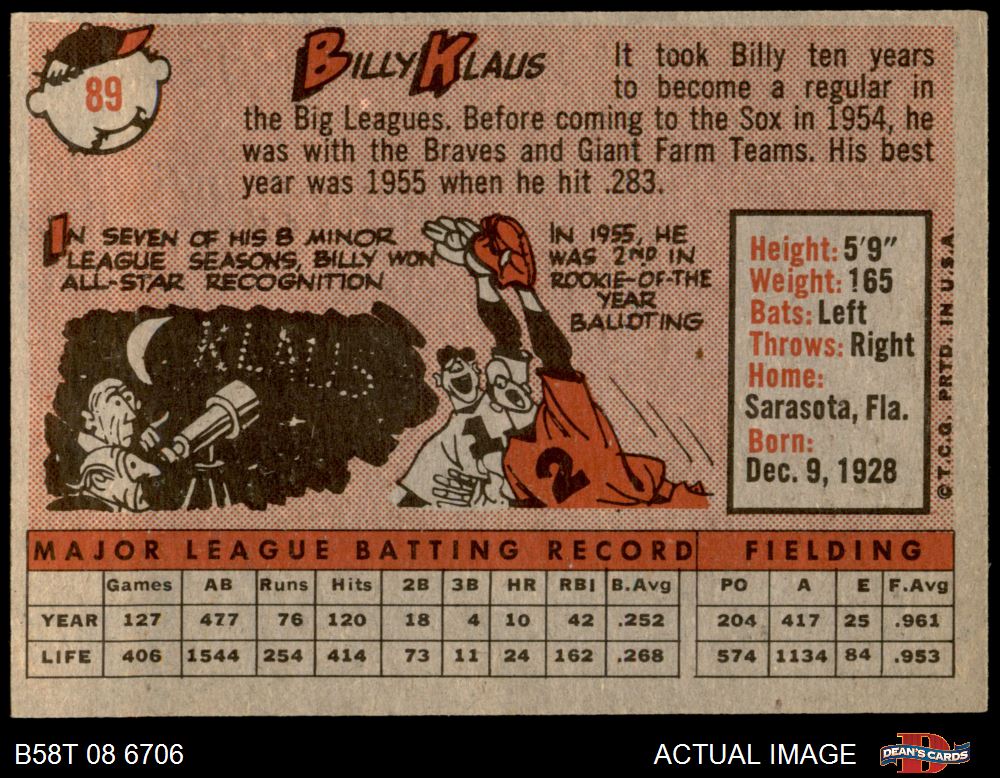 89
BILLY KLAUS
It took Billy ten years
to become a regular in
the Big Leagues. Before coming to the Sox in 1954, he
was with the Braves and Giant Farm Teams. His best
year was 1955 when he hit .283.
IN SEVEN OF HIS 8 MINOR
LEAGUE SEASONS, BILLY WON
ALL-STAR RECOGNITION
KLAUS
IN 1955, HE
WAS 2ND IN
ROOKIE-OF-THE
YEAR
BALLOTING
1
2
Height: 5'9"
Weight: 165
Bats: Left
Throws: Right
Home:
Sarasota, Fla.
Born:
Dec. 9, 1928
© T.C.G. PRTD. IN U.S.A.
MAJOR LEAGUE BATTING RECORD FIELDING
Games AB Runs Hits 2B 3B HR RBI B.Avg PO A E F.Avg
YEAR 127 477 76 120 18 4 10 42 .252 204 417 25 .961
LIFE 406 1544 254 414 73 11 24 162 .268 574 1134 84 .953
B58T 08 6706
ACTUAL IMAGE
DEAN'S CARDS